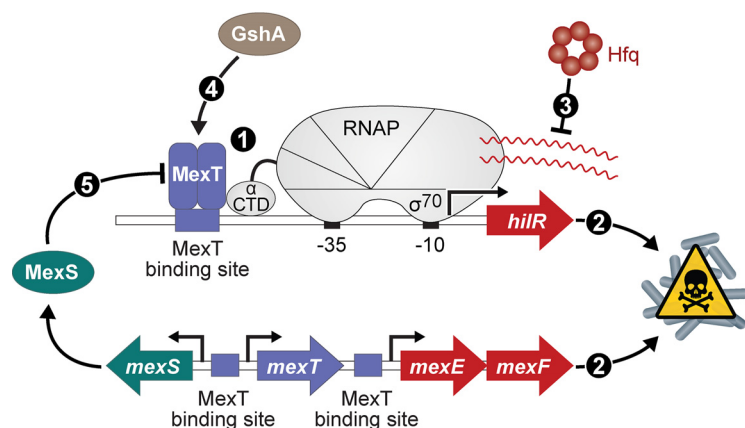 GshA
Hfq
4
3
1
RNAP
5
MexT
α
CTD
σ70
hilR
2
MexT
binding site
-35
-10
MexS
mexS
mexT
mexE
mexF
2
MexT
binding site
MexT
binding site